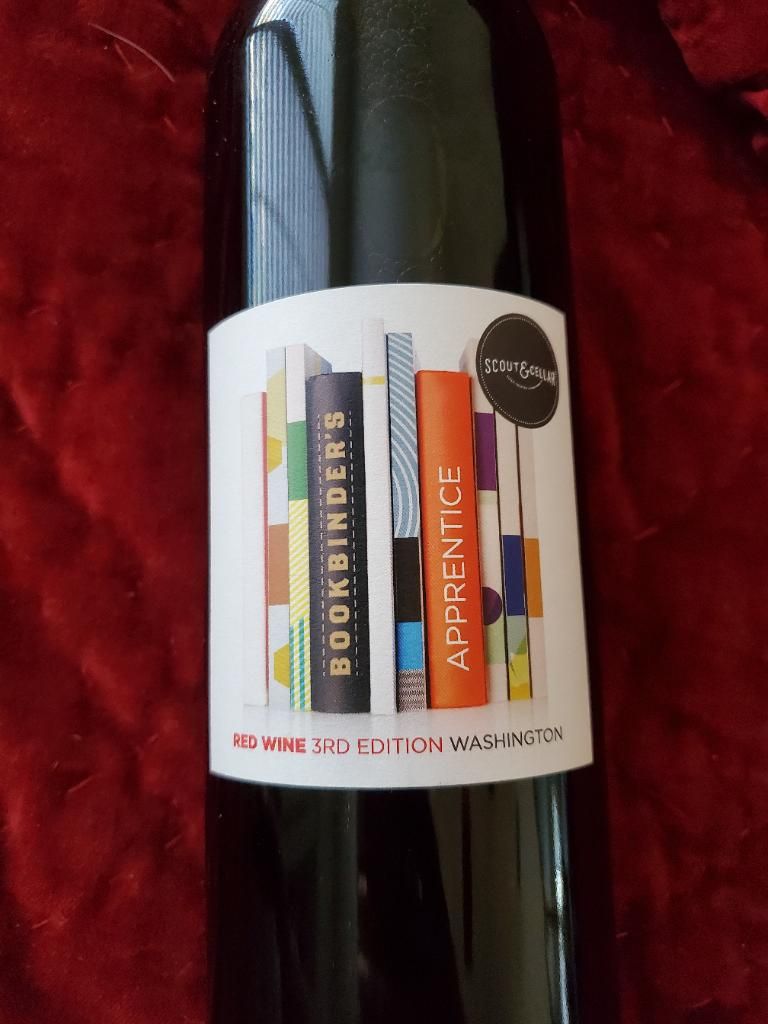 SCOUT & CELLAR
BOOKBINDER'S
APPRENTICE
RED WINE 3RD EDITION WASHINGTON